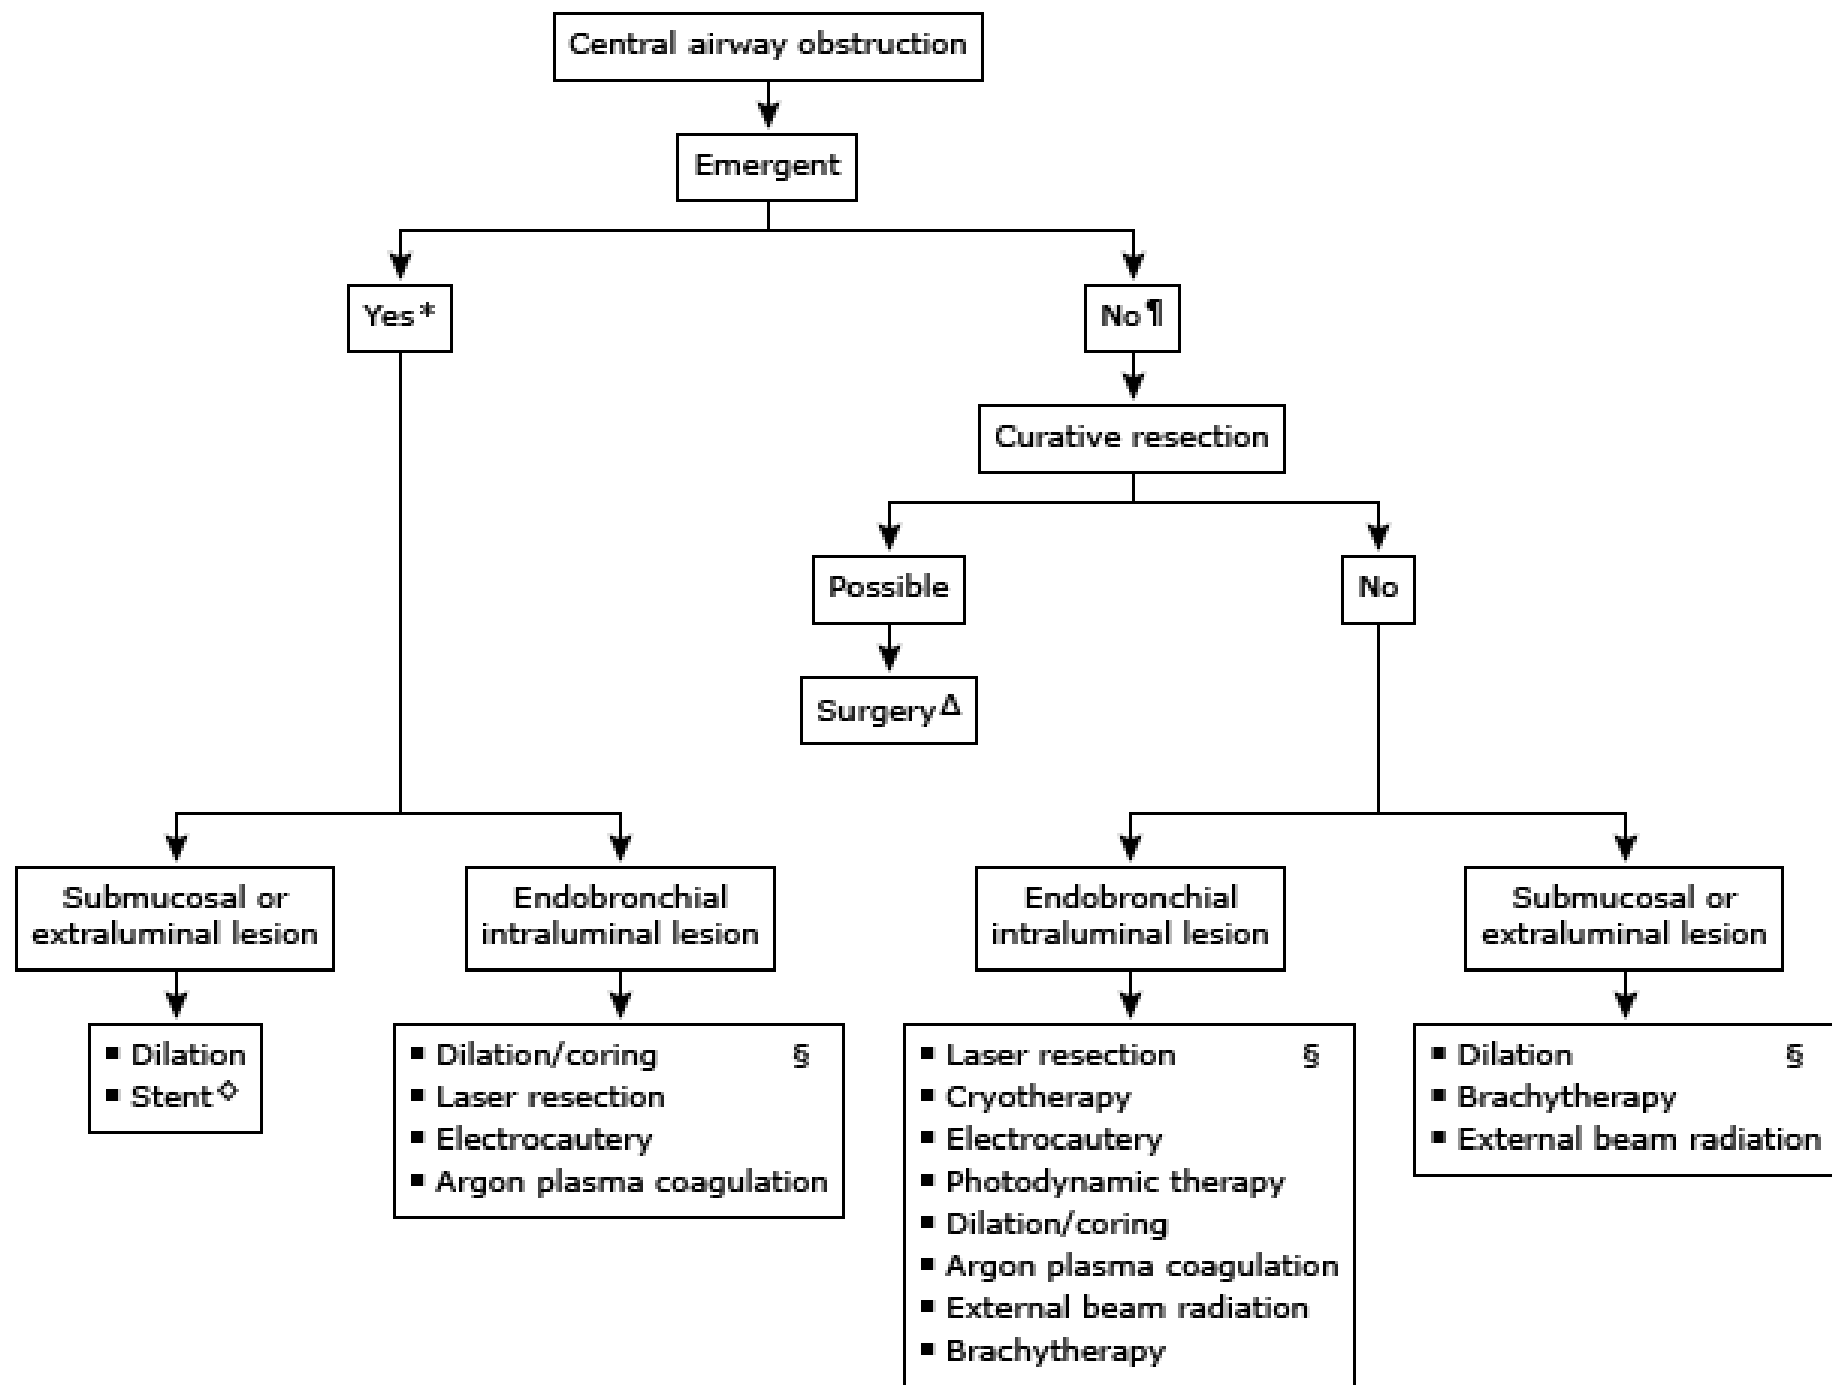 Central airway obstruction
Emergent
Yes*
No¶
Curative resection
Possible
No
SurgeryΔ
Submucosal or
extraluminal lesion
▪ Dilation
▪ Stent◇
Endobronchial
intraluminal lesion
▪ Dilation/coring §
▪ Laser resection
▪ Electrocautery
▪ Argon plasma coagulation
Endobronchial
intraluminal lesion
▪ Laser resection §
▪ Cryotherapy
▪ Electrocautery
▪ Photodynamic therapy
▪ Dilation/coring
▪ Argon plasma coagulation
▪ External beam radiation
▪ Brachytherapy
Submucosal or
extraluminal lesion
▪ Dilation §
▪ Brachytherapy
▪ External beam radiation